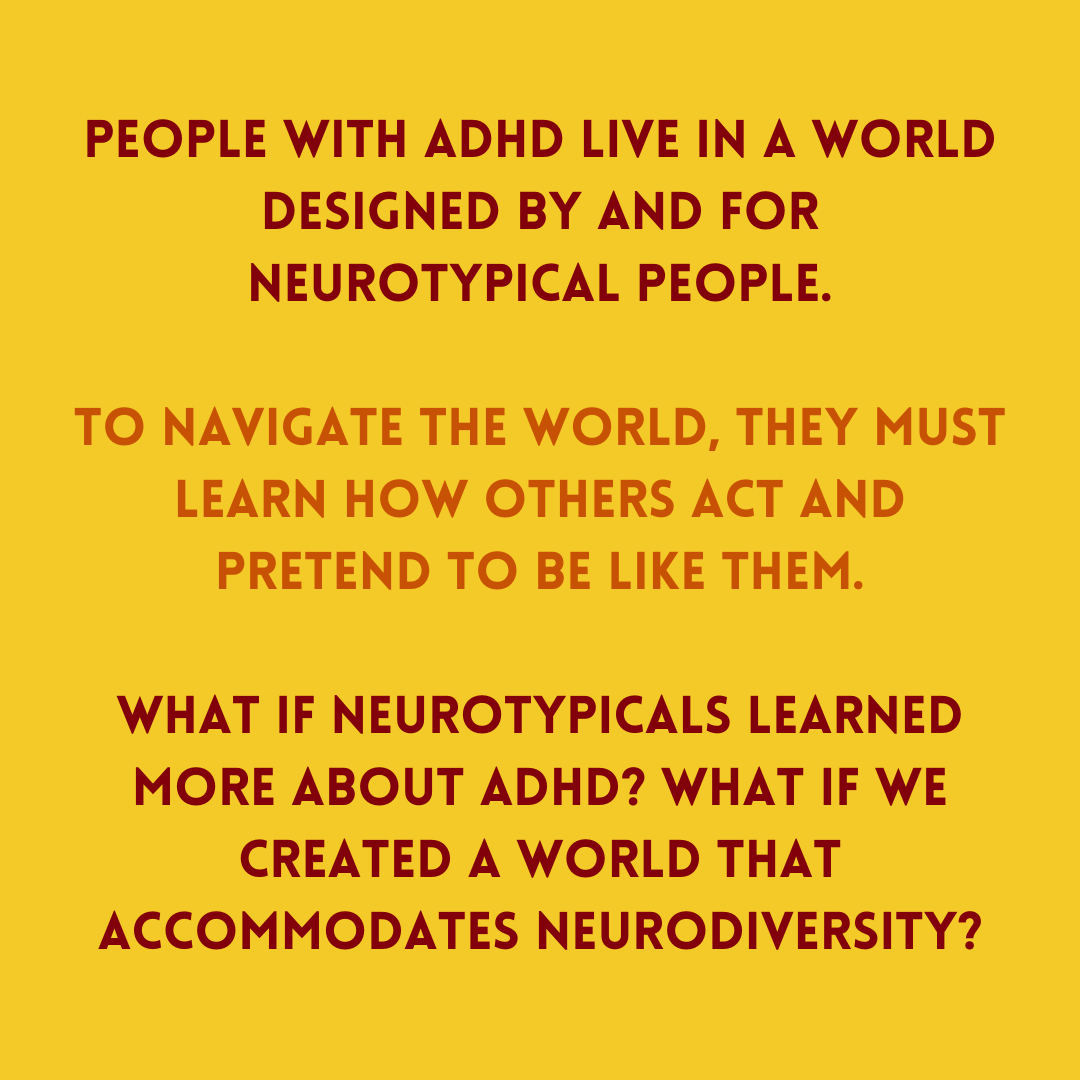 PEOPLE WITH ADHD LIVE IN A WORLD
DESIGNED BY AND FOR
NEUROTYPICAL PEOPLE.
TO NAVIGATE THE WORLD, THEY MUST
LEARN HOW OTHERS ACT AND
PRETEND TO BE LIKE THEM.
WHAT IF NEUROTYPICALS LEARNED
MORE ABOUT ADHD? WHAT IF WE
CREATED A WORLD THAT
ACCOMMODATES NEURODIVERSITY?